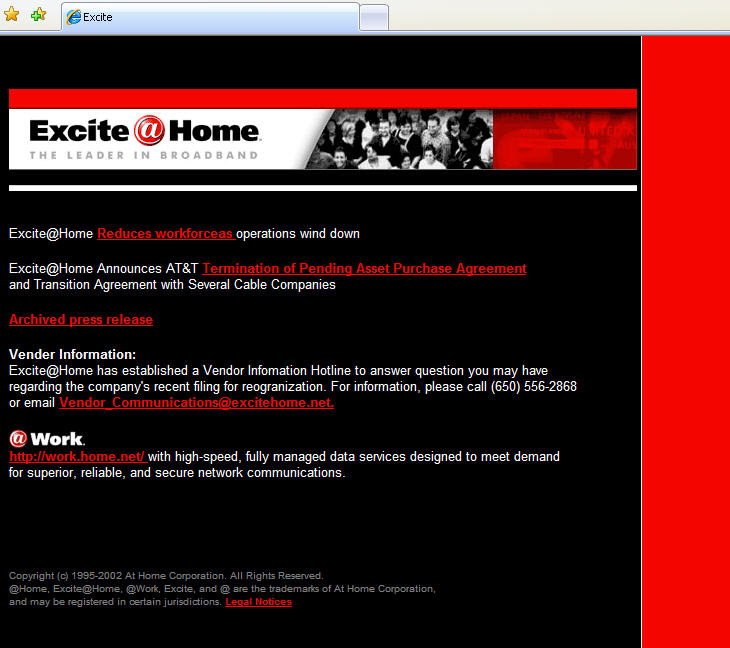 Excite
Excite@Home
THE LEADER IN BROADBAND
Excite@Home Reduces workforceas operations wind down
Excite@Home Announces AT&T Termination of Pending Asset Purchase Agreement
and Transition Agreement with Several Cable Companies
Archived press release
Vender Information:
Excite@Home has established a Vendor Infomation Hotline to answer question you may have
regarding the company's recent filing for reogranization. For information, please call (650) 556-2868
or email Vendor_Communications@excitehome.net.
@Work.
http://work.home.net/ with high-speed, fully managed data services designed to meet demand
for superior, reliable, and secure network communications.
Copyright (c) 1995-2002 At Home Corporation. All Rights Reserved.
@Home, Excite@Home, @Work, Excite, and @ are the trademarks of At Home Corporation,
and may be registered in certain jurisdictions. Legal Notices